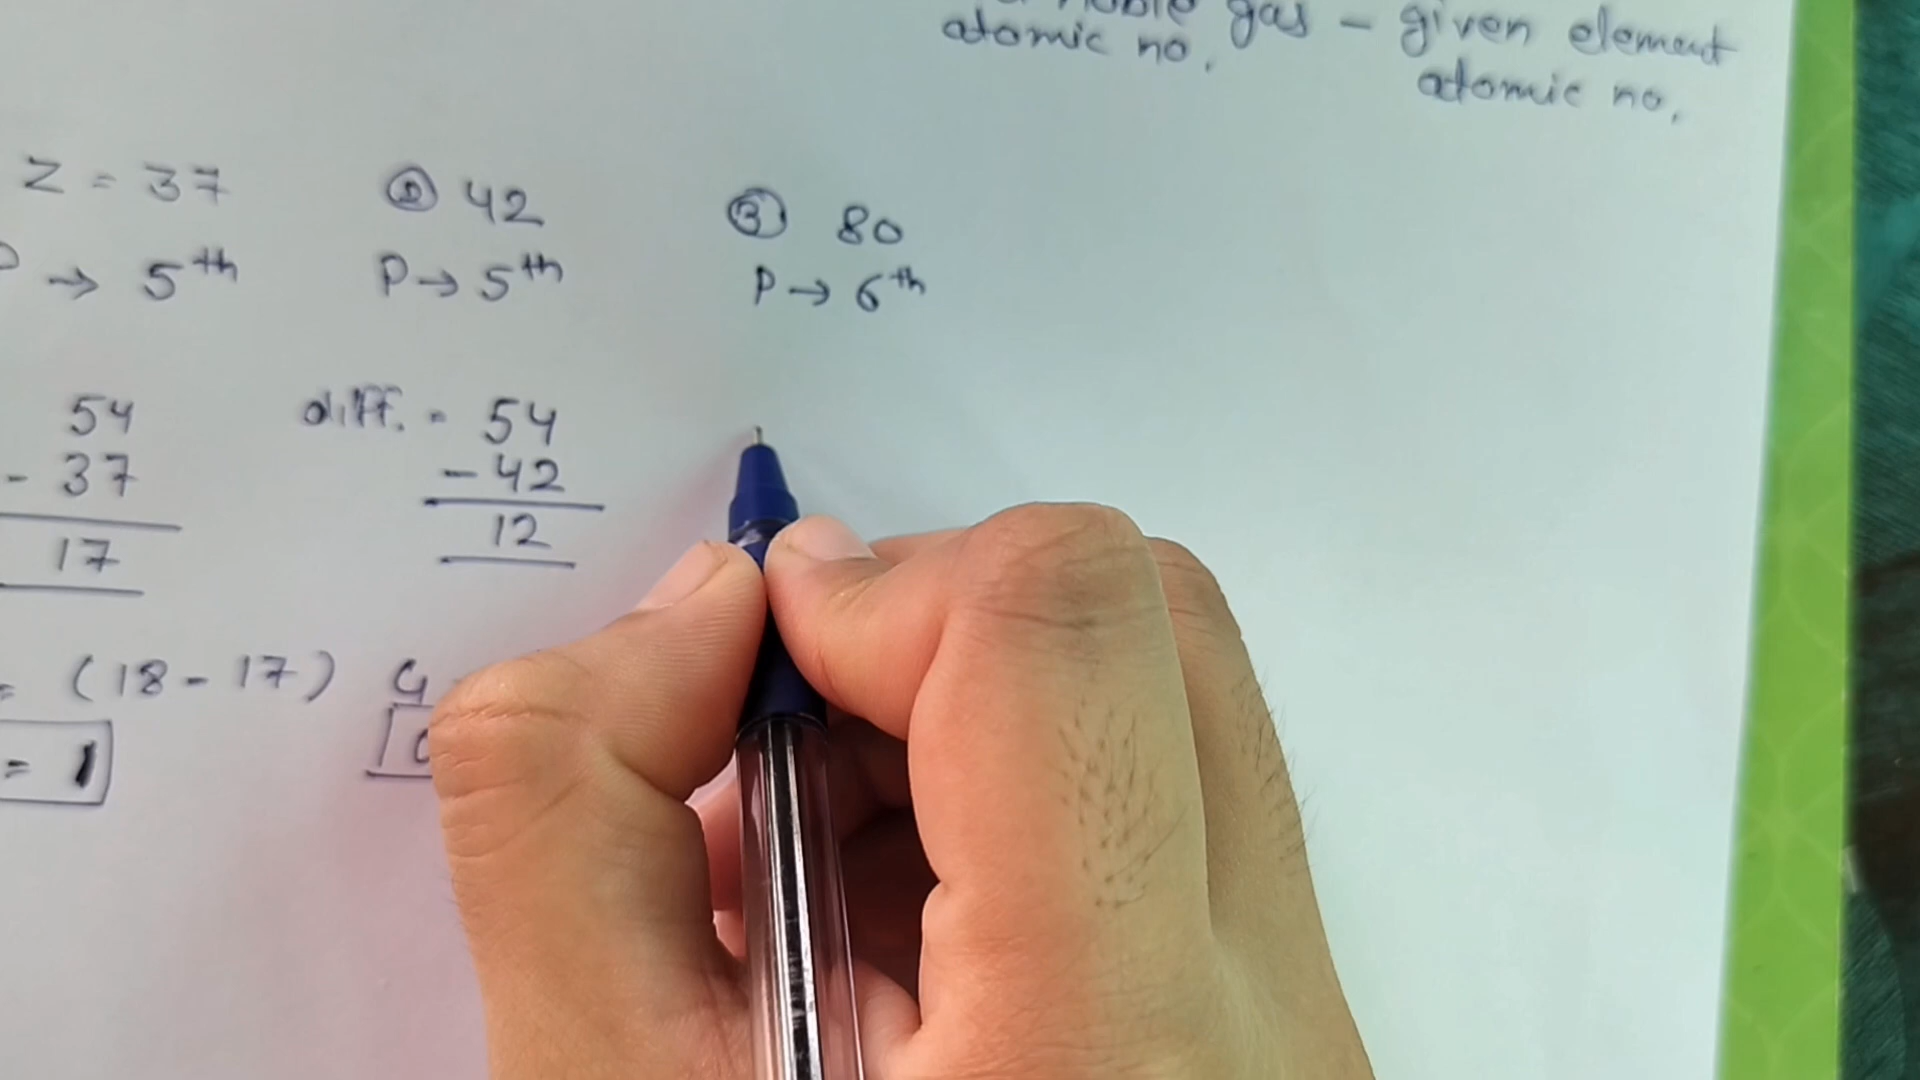 noble gas - given element
atomic no.
atomic no.
Z = 37
P → 5th
54
- 37
17
= (18 - 17)
= 1
② 42
P → 5th
diff. = 54
- 42
12
G
③ 80
P → 6th